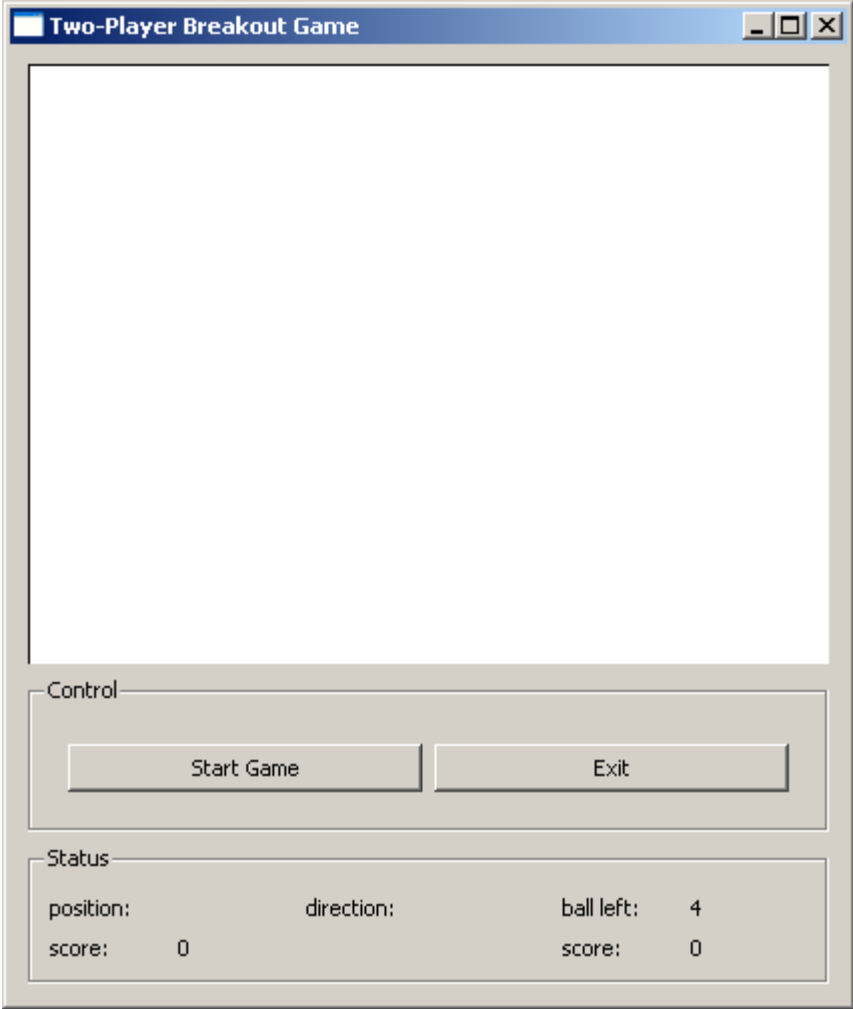 Two-Player Breakout Game
Control
Start Game Exit
Status
position: direction: ball left: 4
score: 0 score: 0